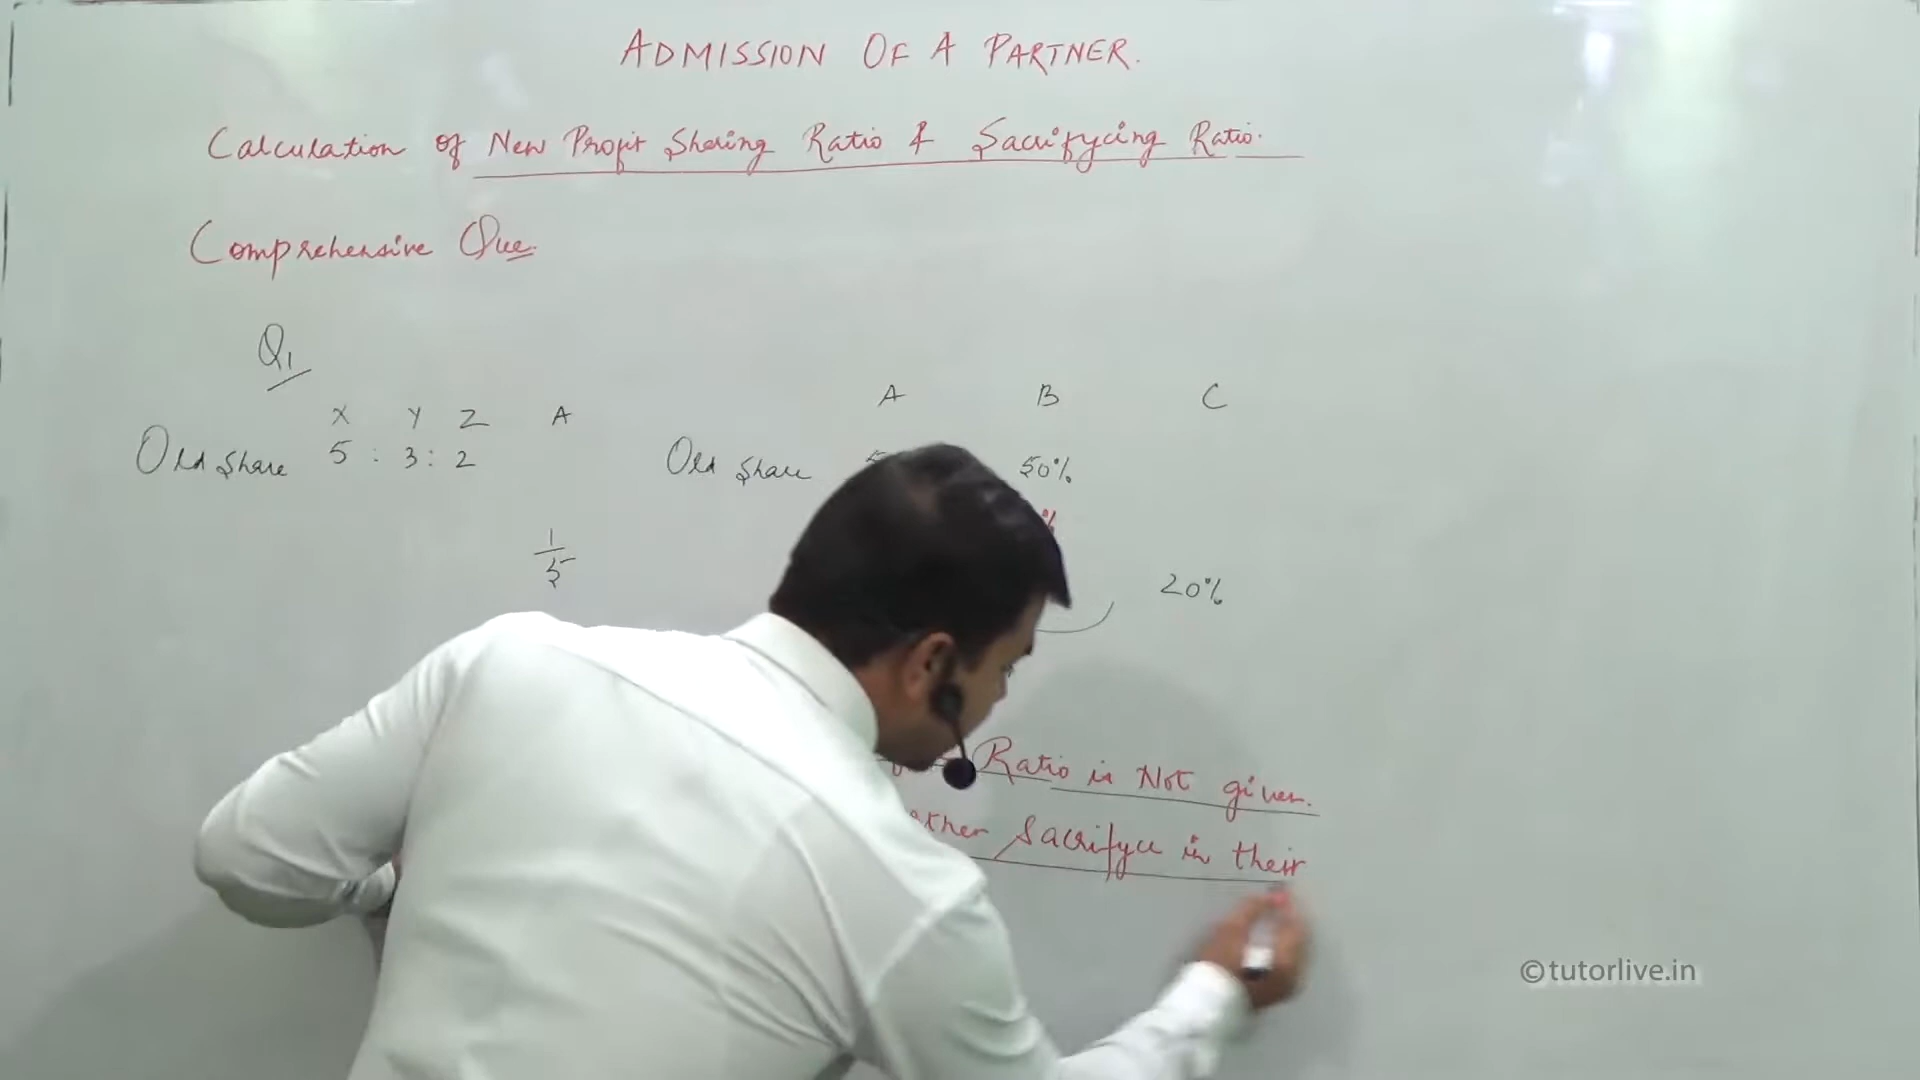 ADMISSION OF A PARTNER.
Calculation of New Profit Sharing Ratio & Sacrifycing Ratio.
Comprehensive Que.
Q1
X Y Z A
Old Share 5 : 3 : 2
1/5
A B C
Old Share 50%
%
20%
Ratio is Not given.
Sacrifyce in their
©tutorlive.in